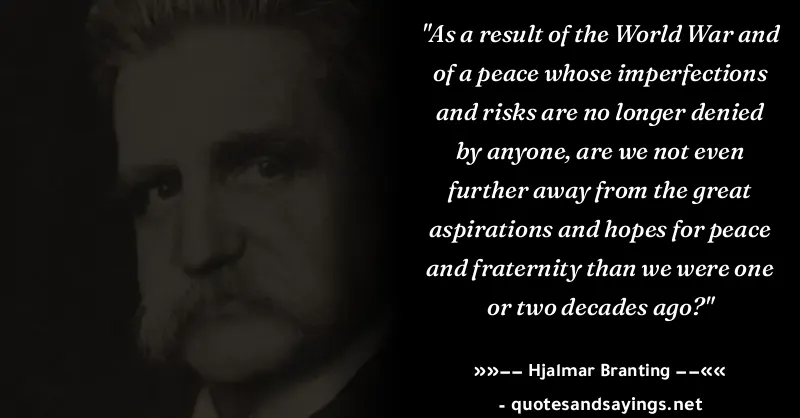 "As a result of the World War and
of a peace whose imperfections
and risks are no longer denied
by anyone, are we not even
further away from the great
aspirations and hopes for peace
and fraternity than we were one
or two decades ago?"
»»–– Hjalmar Branting ––««
- quotesandsayings.net